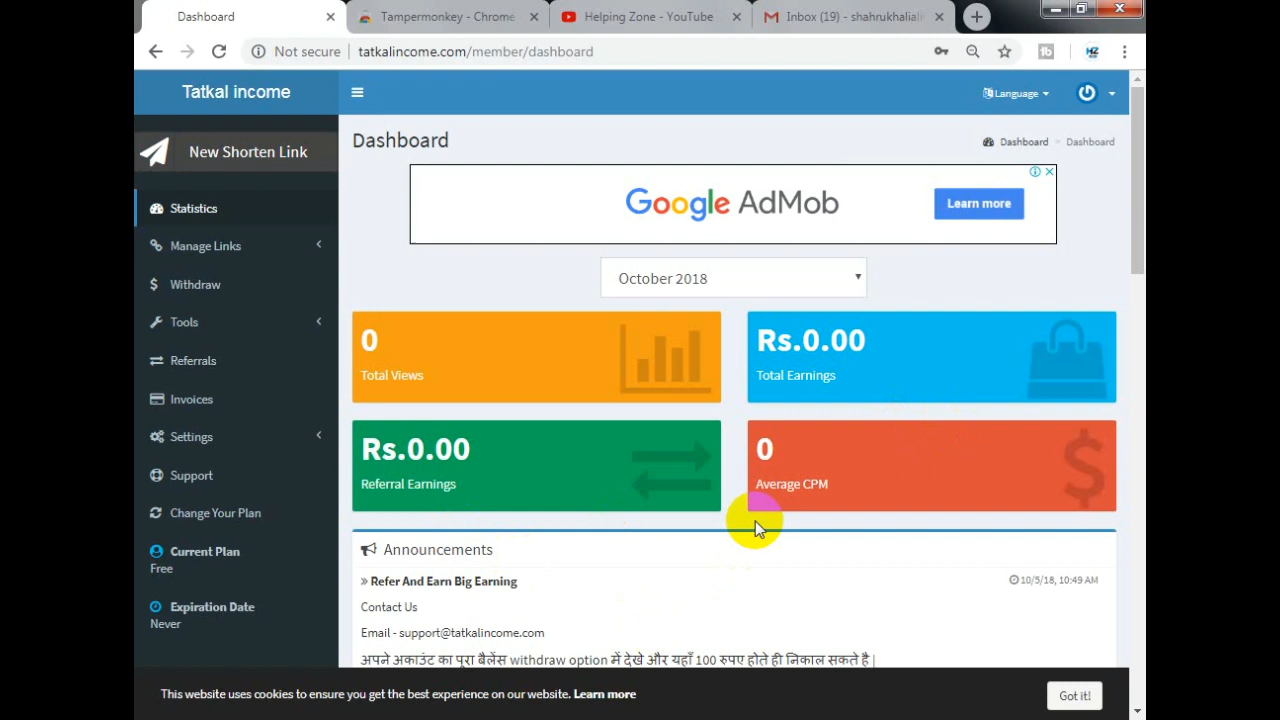 Dashboard
Tampermonkey - Chrome
Helping Zone - YouTube
Inbox (19) - shahrukhalial
Not secure
tatkalincome.com/member/dashboard
Tatkal income
Language
New Shorten Link
Dashboard
Dashboard
Dashboard
Google AdMob
Learn more
Statistics
Manage Links
Withdraw
Tools
Referrals
Invoices
Settings
Support
Change Your Plan
Current Plan
Free
Expiration Date
Never
October 2018
0
Total Views
Rs.0.00
Total Earnings
Rs.0.00
Referral Earnings
0
Average CPM
Announcements
» Refer And Earn Big Earning
10/5/18, 10:49 AM
Contact Us
Email - support@tatkalincome.com
अपने अकाउंट का पूरा बैलेंस withdraw option में देखे और यहाँ 100 रुपए होते ही निकाल सकते है |
This website uses cookies to ensure you get the best experience on our website. Learn more
Got it!